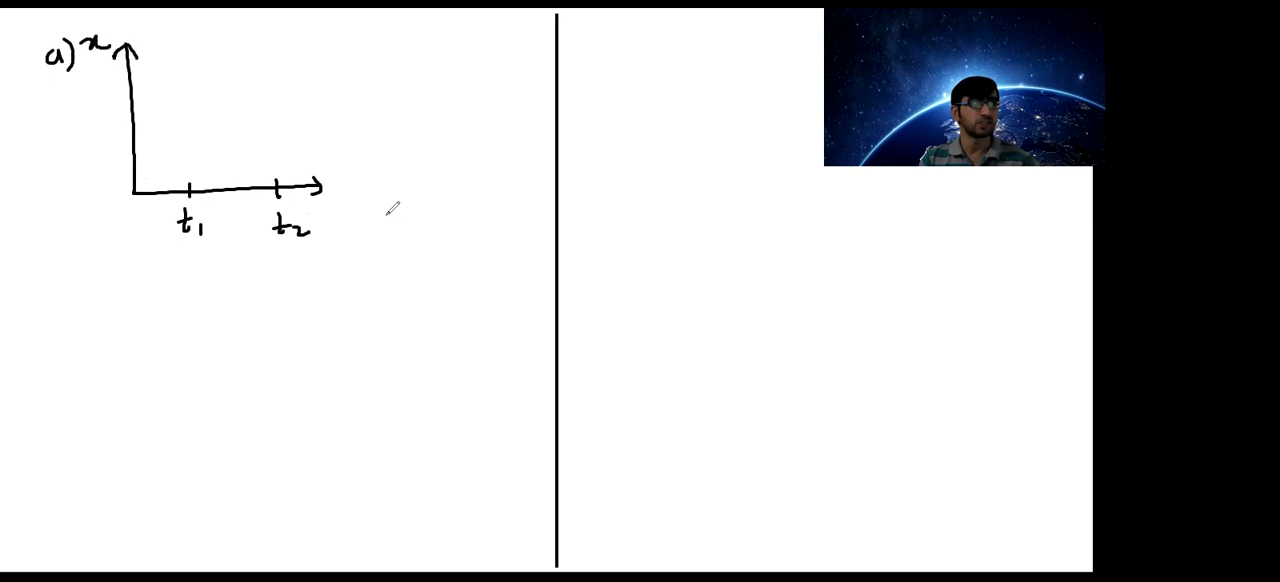 a) x
t₁ t₂